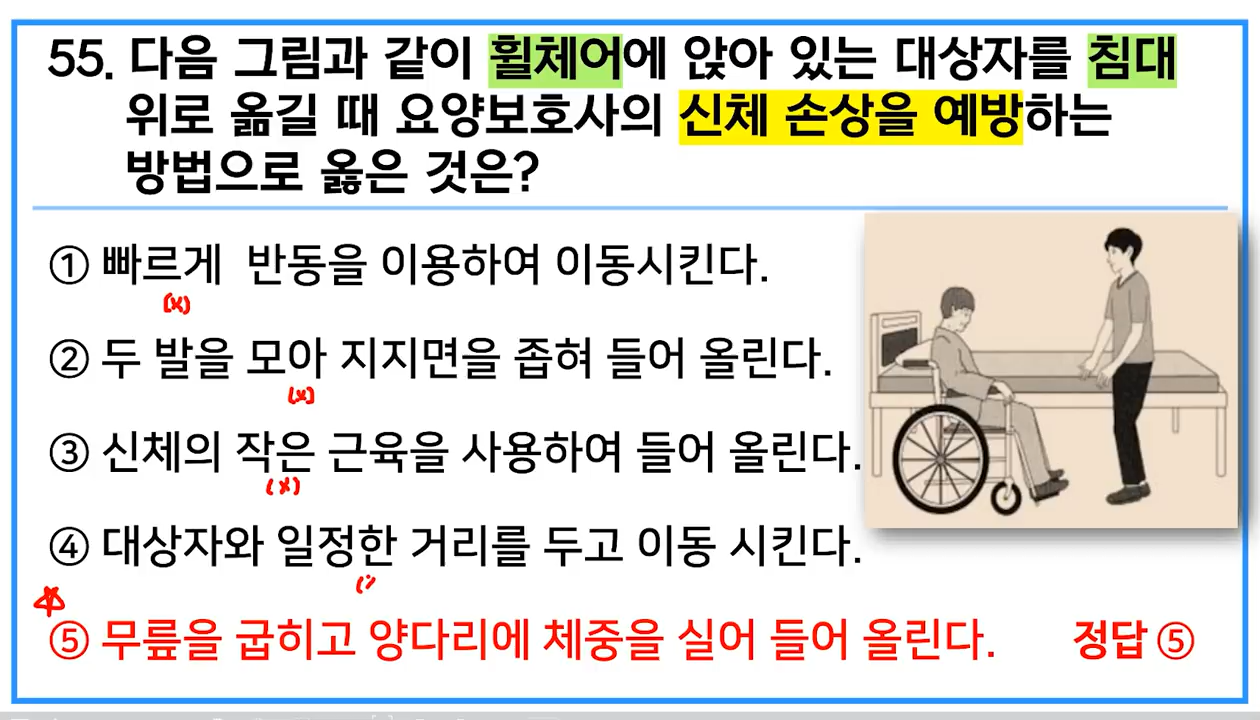 55. 다음 그림과 같이 휠체어에 앉아 있는 대상자를 침대
위로 옮길 때 요양보호사의 신체 손상을 예방하는
방법으로 옳은 것은?
① 빠르게 반동을 이용하여 이동시킨다.
(x)
② 두 발을 모아 지지면을 좁혀 들어 올린다.
(x)
③ 신체의 작은 근육을 사용하여 들어 올린다.
(x)
④ 대상자와 일정한 거리를 두고 이동 시킨다.
⑤ 무릎을 굽히고 양다리에 체중을 실어 들어 올린다. 정답 ⑤